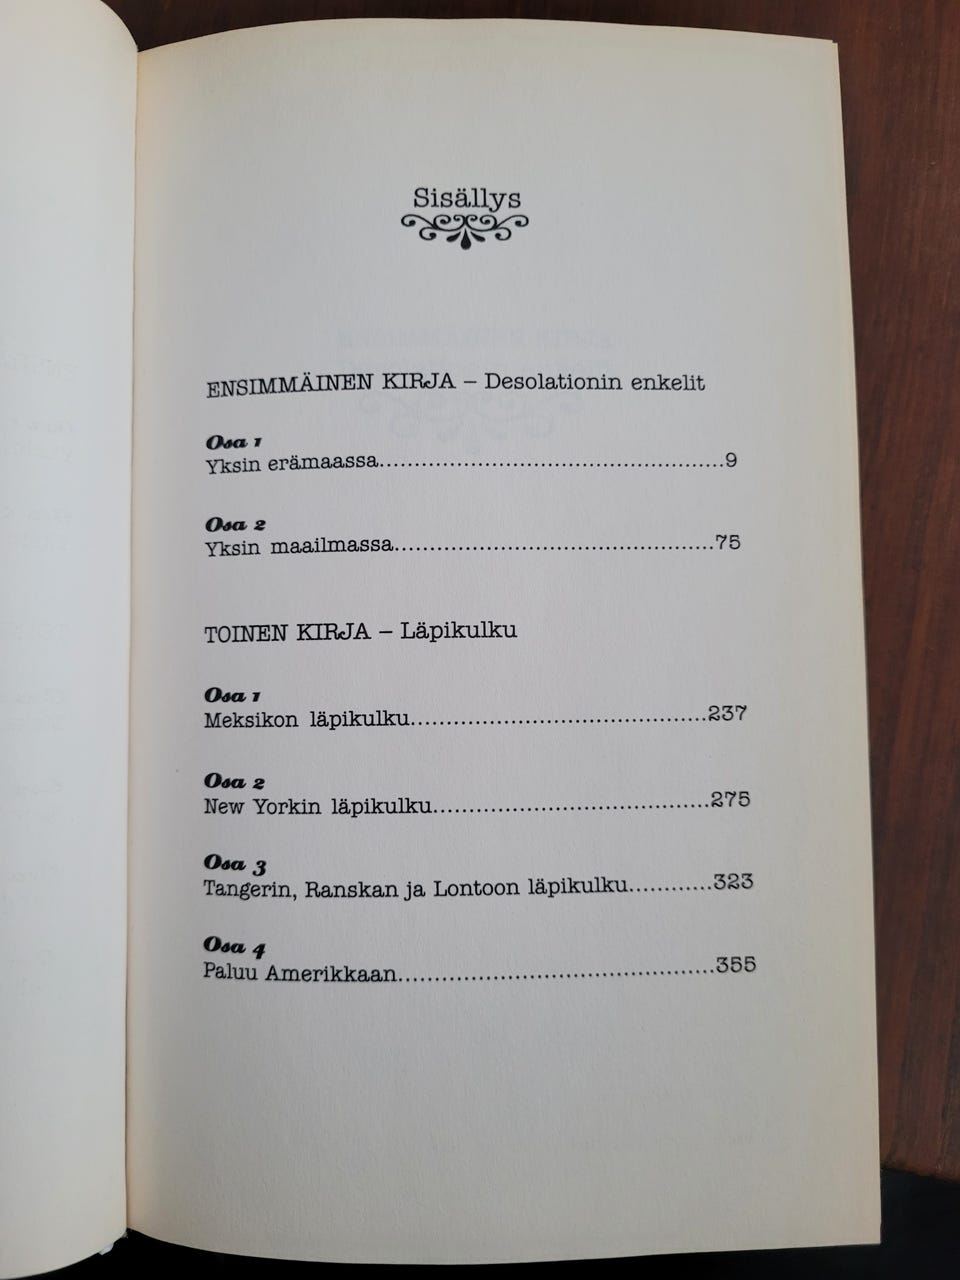 Sisällys
ENSIMMÄINEN KIRJA – Desolationin enkelit
Osa 1
Yksin erämaassa.................................................9
Osa 2
Yksin maailmassa.............................................75
TOINEN KIRJA – Läpikulku
Osa 1
Meksikon läpikulku..........................................237
Osa 2
New Yorkin läpikulku.......................................275
Osa 3
Tangerin, Ranskan ja Lontoon läpikulku............323
Osa 4
Paluu Amerikkaan.............................................355